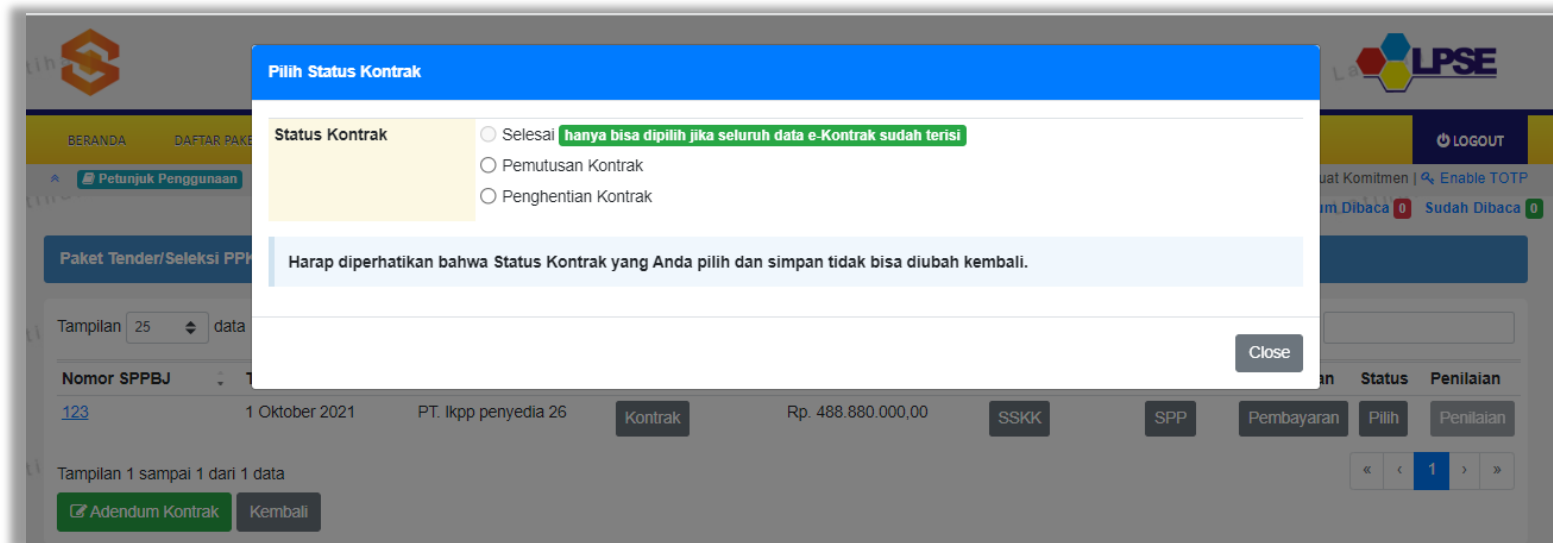 LPSE
Pilih Status Kontrak
BERANDA
DAFTAR PAKE
LOGOUT
Status Kontrak
Selesai hanya bisa dipilih jika seluruh data e-Kontrak sudah terisi
Pemutusan Kontrak
Penghentian Kontrak
Petunjuk Penggunaan
uat Komitmen | Enable TOTP
um Dibaca 0 Sudah Dibaca 0
Paket Tender/Seleksi PPK
Harap diperhatikan bahwa Status Kontrak yang Anda pilih dan simpan tidak bisa diubah kembali.
Tampilan 25 data
Close
Nomor SPPBJ T an Status Penilaian
123 1 Oktober 2021 PT. lkpp penyedia 26 Kontrak Rp. 488.880.000,00 SSKK SPP Pembayaran Pilih Penilaian
Tampilan 1 sampai 1 dari 1 data
« ‹ 1 › »
Adendum Kontrak Kembali